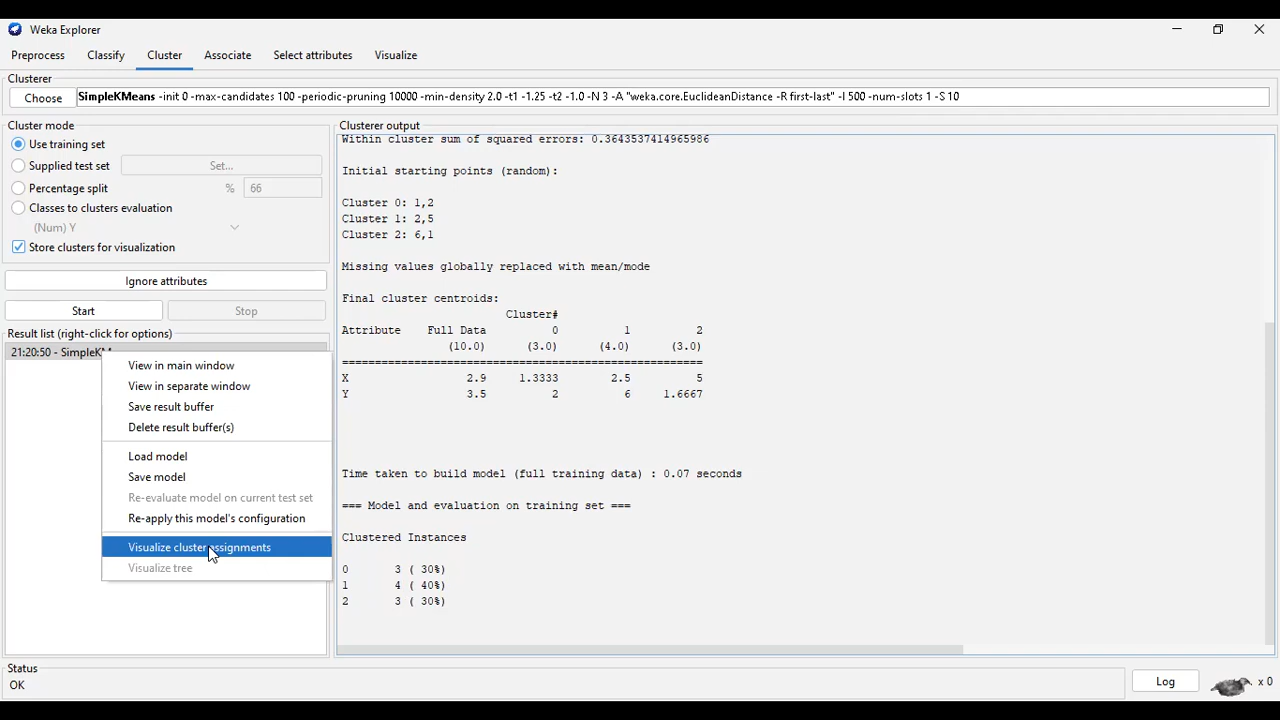 Weka Explorer
Preprocess Classify Cluster Associate Select attributes Visualize
Clusterer
Choose SimpleKMeans -init 0 -max-candidates 100 -periodic-pruning 10000 -min-density 2.0 -t1 -1.25 -t2 -1.0 -N 3 -A "weka.core.EuclideanDistance -R first-last" -I 500 -num-slots 1 -S 10
Cluster mode
Use training set
Supplied test set Set...
Percentage split % 66
Classes to clusters evaluation
(Num) Y
Store clusters for visualization
Ignore attributes
Start Stop
Result list (right-click for options)
21:20:50 - SimpleKM
View in main window
View in separate window
Save result buffer
Delete result buffer(s)
Load model
Save model
Re-evaluate model on current test set
Re-apply this model's configuration
Visualize cluster assignments
Visualize tree
Clusterer output
Within cluster sum of squared errors: 0.3643537414965986
Initial starting points (random):
Cluster 0: 1,2
Cluster 1: 2,5
Cluster 2: 6,1
Missing values globally replaced with mean/mode
Final cluster centroids:
Cluster#
Attribute Full Data 0 1 2
(10.0) (3.0) (4.0) (3.0)
==================================================
X 2.9 1.3333 2.5 5
Y 3.5 2 6 1.6667
Time taken to build model (full training data) : 0.07 seconds
=== Model and evaluation on training set ===
Clustered Instances
0 3 ( 30%)
1 4 ( 40%)
2 3 ( 30%)
Status
OK
Log x 0